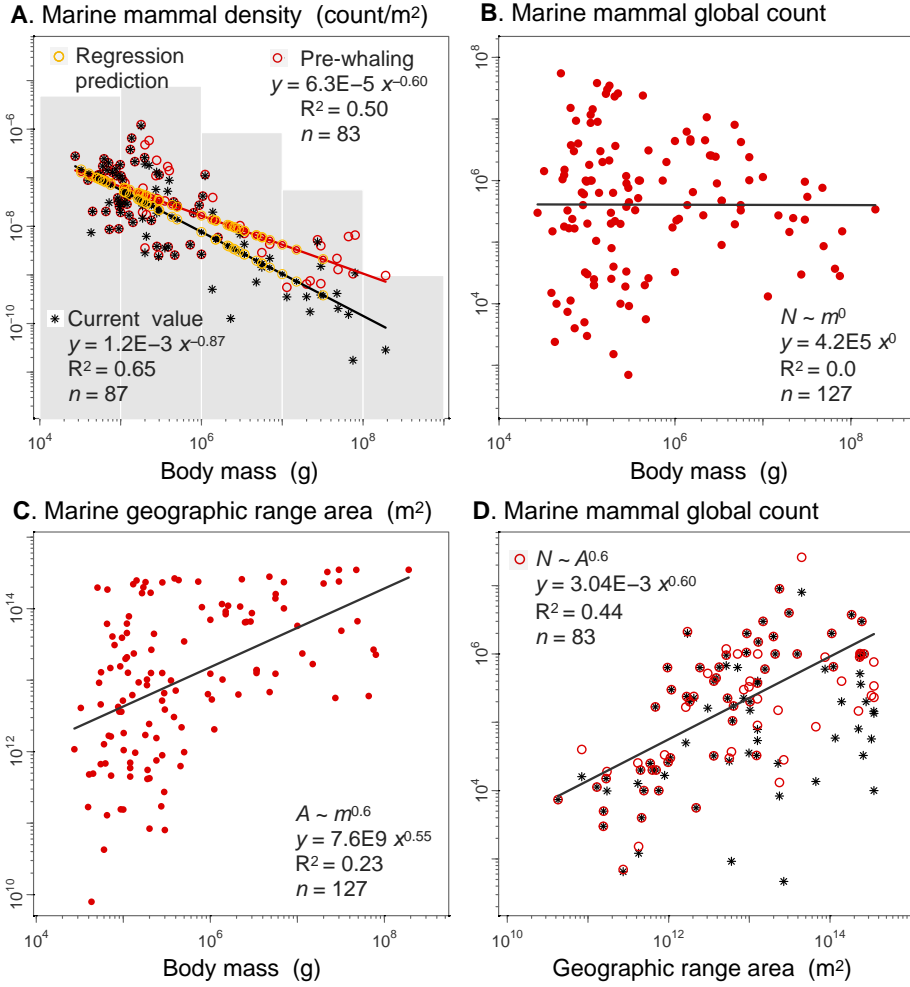 A. Marine mammal density (count/m²)
10⁻⁶
10⁻⁸
10⁻¹⁰
Regression
prediction
Pre-whaling
y = 6.3E−5 x⁻⁰·⁶⁰
R² = 0.50
n = 83
Current value
y = 1.2E−3 x⁻⁰·⁸⁷
R² = 0.65
n = 87
10⁴ 10⁶ 10⁸
Body mass (g)
B. Marine mammal global count
10⁸
10⁶
10⁴
N ~ m⁰
y = 4.2E5 x⁰
R² = 0.0
n = 127
10⁴ 10⁶ 10⁸
Body mass (g)
C. Marine geographic range area (m²)
10¹⁴
10¹²
10¹⁰
A ~ m⁰·⁶
y = 7.6E9 x⁰·⁵⁵
R² = 0.23
n = 127
10⁴ 10⁶ 10⁸
Body mass (g)
D. Marine mammal global count
10⁶
10⁴
N ~ A⁰·⁶
y = 3.04E−3 x⁰·⁶⁰
R² = 0.44
n = 83
10¹⁰ 10¹² 10¹⁴
Geographic range area (m²)